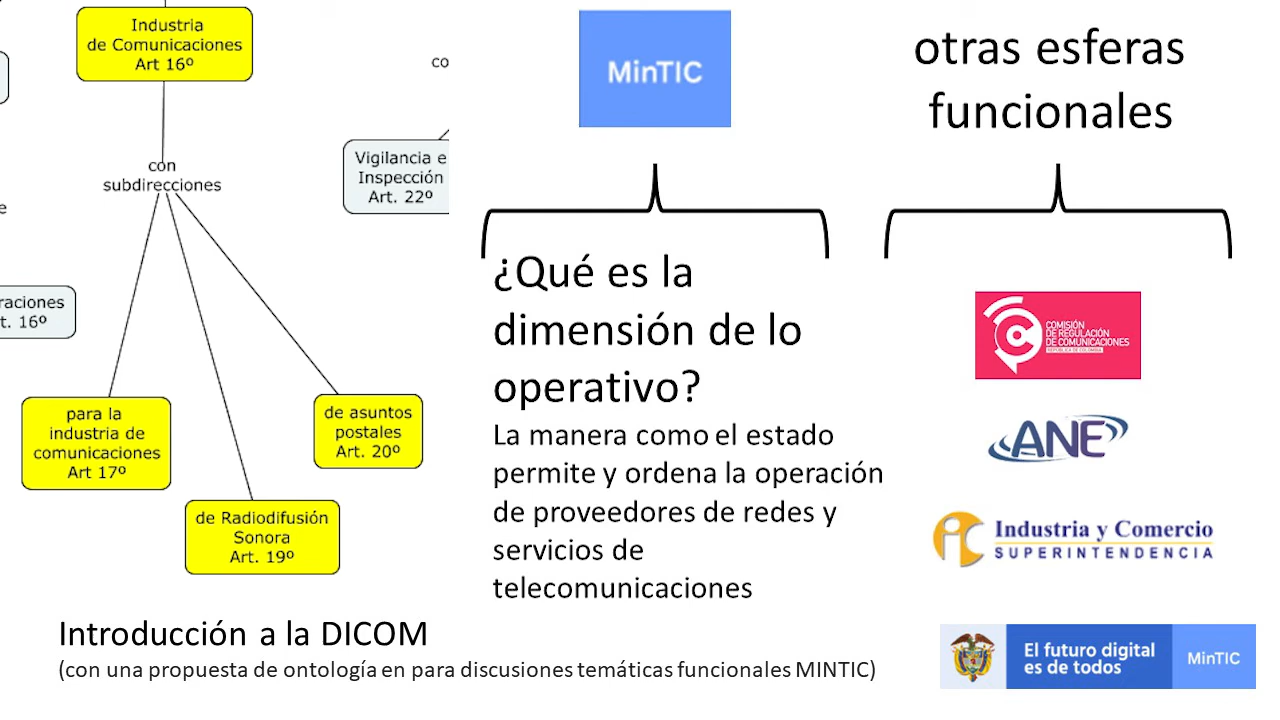 Industria
de Comunicaciones
Art 16º
con
subdirecciones
co
Vigilancia e
Inspección
Art. 22º
e
raciones
t. 16º
para la
industria de
comunicaciones
Art 17º
de Radiodifusión
Sonora
Art. 19º
de asuntos
postales
Art. 20º
MinTIC
¿Qué es la
dimensión de lo
operativo?
La manera como el estado
permite y ordena la operación
de proveedores de redes y
servicios de
telecomunicaciones
otras esferas
funcionales
COMISIÓN
DE REGULACIÓN
DE COMUNICACIONES
REPÚBLICA DE COLOMBIA
ANE
Industria y Comercio
SUPERINTENDENCIA
Introducción a la DICOM
(con una propuesta de ontología en para discusiones temáticas funcionales MINTIC)
El futuro digital
es de todos
MinTIC